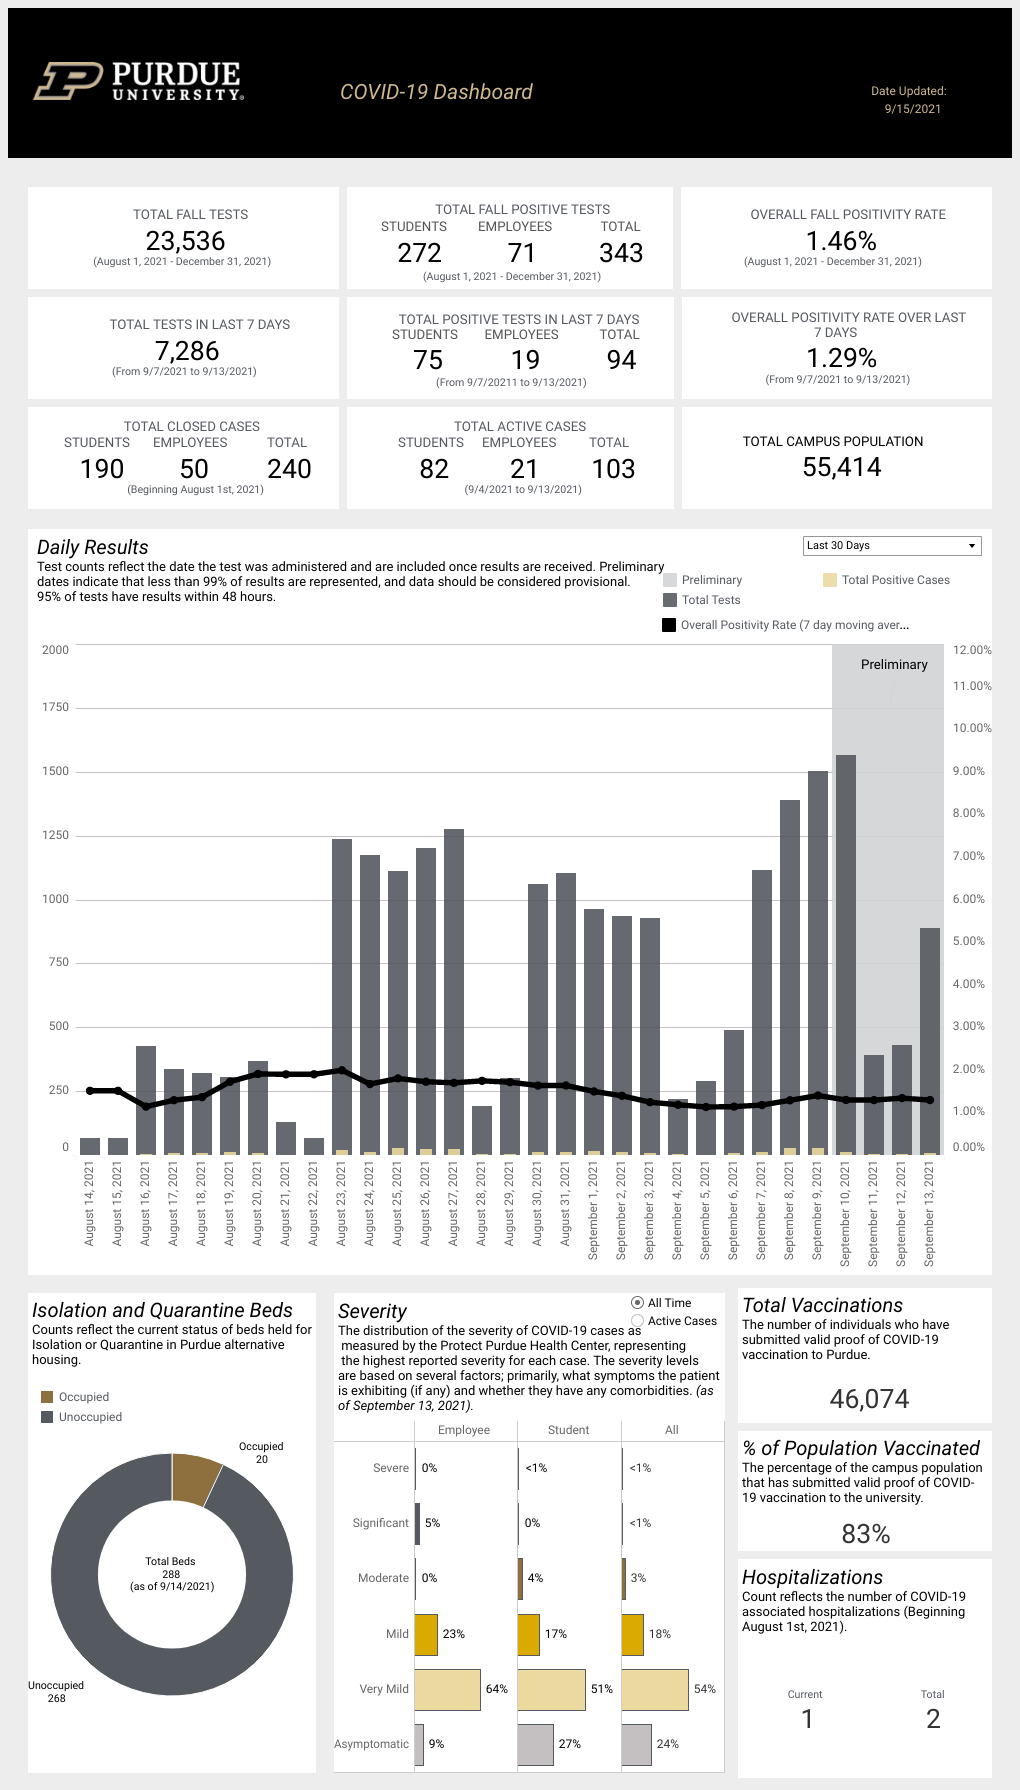 PURDUE
UNIVERSITY®
COVID-19 Dashboard
Date Updated:
9/15/2021
TOTAL FALL TESTS
23,536
(August 1, 2021 - December 31, 2021)
TOTAL FALL POSITIVE TESTS
STUDENTS EMPLOYEES TOTAL
272 71 343
(August 1, 2021 - December 31, 2021)
OVERALL FALL POSITIVITY RATE
1.46%
(August 1, 2021 - December 31, 2021)
TOTAL TESTS IN LAST 7 DAYS
7,286
(From 9/7/2021 to 9/13/2021)
TOTAL POSITIVE TESTS IN LAST 7 DAYS
STUDENTS EMPLOYEES TOTAL
75 19 94
(From 9/7/20211 to 9/13/2021)
OVERALL POSITIVITY RATE OVER LAST
7 DAYS
1.29%
(From 9/7/2021 to 9/13/2021)
TOTAL CLOSED CASES
STUDENTS EMPLOYEES TOTAL
190 50 240
(Beginning August 1st, 2021)
TOTAL ACTIVE CASES
STUDENTS EMPLOYEES TOTAL
82 21 103
(9/4/2021 to 9/13/2021)
TOTAL CAMPUS POPULATION
55,414
Daily Results
Test counts reflect the date the test was administered and are included once results are received. Preliminary
dates indicate that less than 99% of results are represented, and data should be considered provisional.
95% of tests have results within 48 hours.
Last 30 Days
Preliminary
Total Positive Cases
Total Tests
Overall Positivity Rate (7 day moving aver...
2000
1750
1500
1250
1000
750
500
250
0
Preliminary
12.00%
11.00%
10.00%
9.00%
8.00%
7.00%
6.00%
5.00%
4.00%
3.00%
2.00%
1.00%
0.00%
August 14, 2021
August 15, 2021
August 16, 2021
August 17, 2021
August 18, 2021
August 19, 2021
August 20, 2021
August 21, 2021
August 22, 2021
August 23, 2021
August 24, 2021
August 25, 2021
August 26, 2021
August 27, 2021
August 28, 2021
August 29, 2021
August 30, 2021
August 31, 2021
September 1, 2021
September 2, 2021
September 3, 2021
September 4, 2021
September 5, 2021
September 6, 2021
September 7, 2021
September 8, 2021
September 9, 2021
September 10, 2021
September 11, 2021
September 12, 2021
September 13, 2021
Isolation and Quarantine Beds
Counts reflect the current status of beds held for
Isolation or Quarantine in Purdue alternative
housing.
Occupied
Unoccupied
Occupied
20
Total Beds
288
(as of 9/14/2021)
Unoccupied
268
Severity
All Time
Active Cases
The distribution of the severity of COVID-19 cases as
measured by the Protect Purdue Health Center, representing
the highest reported severity for each case. The severity levels
are based on several factors; primarily, what symptoms the patient
is exhibiting (if any) and whether they have any comorbidities. (as
of September 13, 2021).
Employee Student All
Severe 0% <1% <1%
Significant 5% 0% <1%
Moderate 0% 4% 3%
Mild 23% 17% 18%
Very Mild 64% 51% 54%
Asymptomatic 9% 27% 24%
Total Vaccinations
The number of individuals who have
submitted valid proof of COVID-19
vaccination to Purdue.
46,074
% of Population Vaccinated
The percentage of the campus population
that has submitted valid proof of COVID-
19 vaccination to the university.
83%
Hospitalizations
Count reflects the number of COVID-19
associated hospitalizations (Beginning
August 1st, 2021).
Current Total
1 2